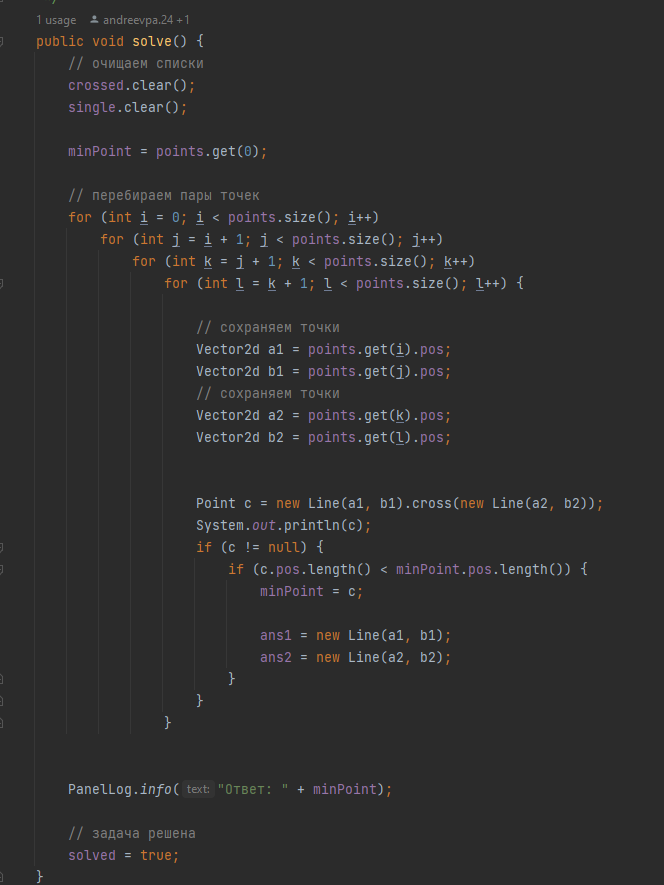 1 usage andreevpa.24 +1
public void solve() {
// очищаем списки
crossed.clear();
single.clear();
minPoint = points.get(0);
// перебираем пары точек
for (int i = 0; i < points.size(); i++)
for (int j = i + 1; j < points.size(); j++)
for (int k = j + 1; k < points.size(); k++)
for (int l = k + 1; l < points.size(); l++) {
// сохраняем точки
Vector2d a1 = points.get(i).pos;
Vector2d b1 = points.get(j).pos;
// сохраняем точки
Vector2d a2 = points.get(k).pos;
Vector2d b2 = points.get(l).pos;
Point c = new Line(a1, b1).cross(new Line(a2, b2));
System.out.println(c);
if (c != null) {
if (c.pos.length() < minPoint.pos.length()) {
minPoint = c;
ans1 = new Line(a1, b1);
ans2 = new Line(a2, b2);
}
}
}
PanelLog.info( text: "Ответ: " + minPoint);
// задача решена
solved = true;
}